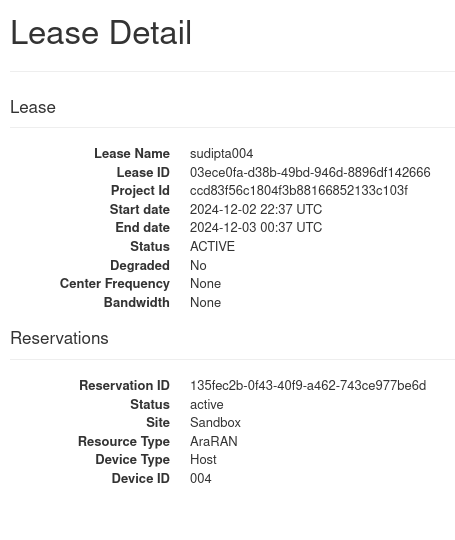 Lease Detail
Lease
Lease Name sudipta004
Lease ID 03ece0fa-d38b-49bd-946d-8896df142666
Project Id ccd83f56c1804f3b88166852133c103f
Start date 2024-12-02 22:37 UTC
End date 2024-12-03 00:37 UTC
Status ACTIVE
Degraded No
Center Frequency None
Bandwidth None
Reservations
Reservation ID 135fec2b-0f43-40f9-a462-743ce977be6d
Status active
Site Sandbox
Resource Type AraRAN
Device Type Host
Device ID 004